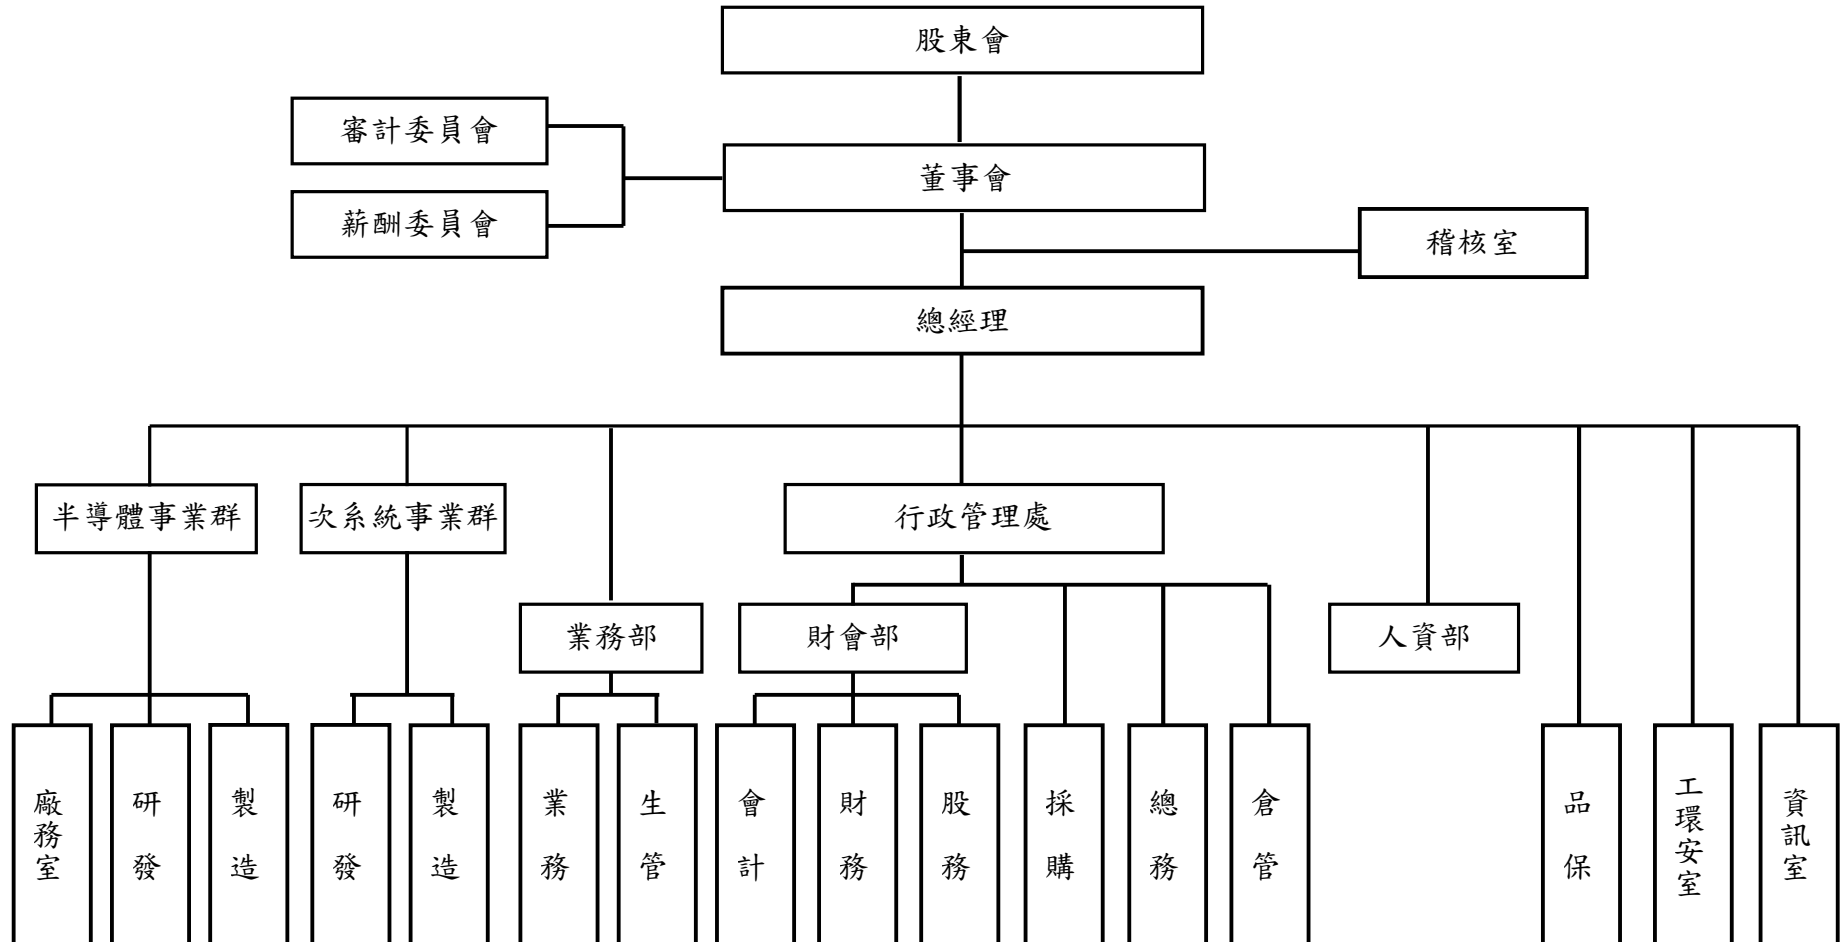 股東會
審計委員會
董事會
薪酬委員會
稽核室
總經理
半導體事業群
次系統事業群
行政管理處
業務部
財會部
人資部
廠務室
研發
製造
研發
製造
業務
生管
會計
財務
股務
採購
總務
倉管
品保
工環安室
資訊室